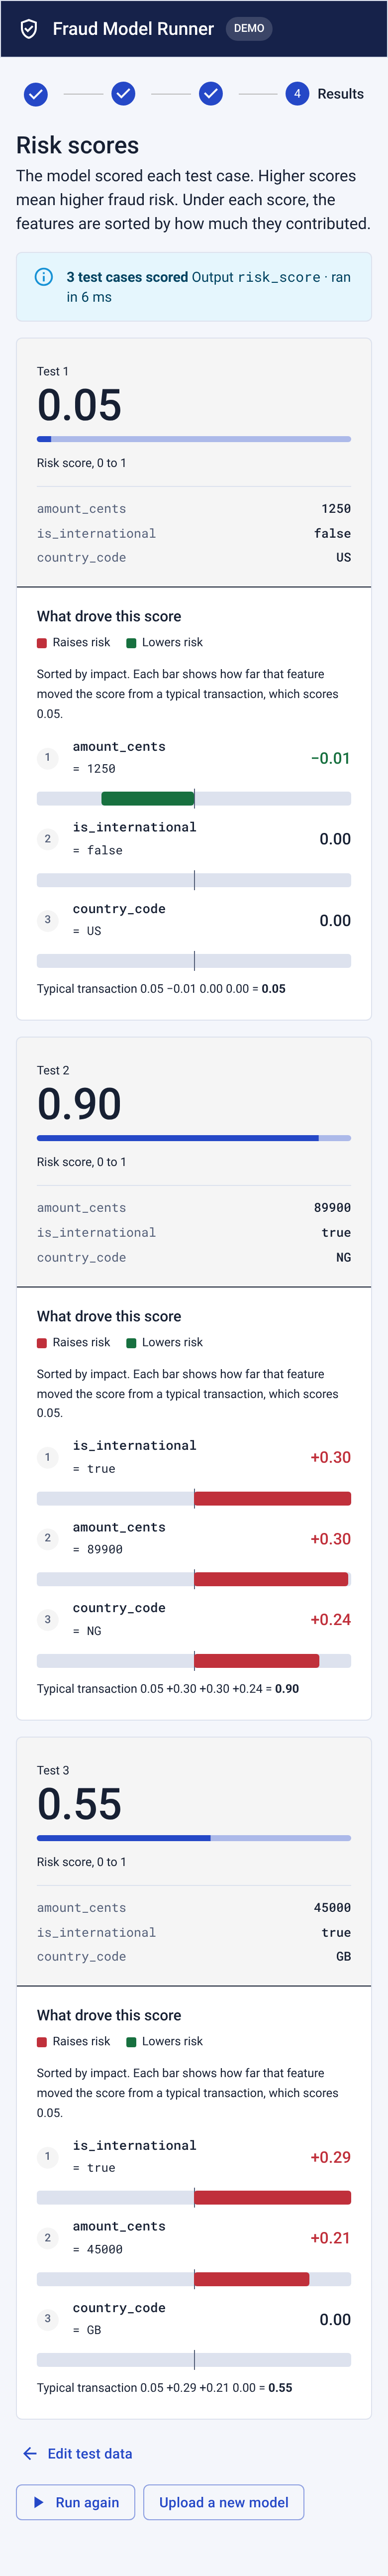 Fraud Model Runner DEMO
4 Results
Risk scores
The model scored each test case. Higher scores
mean higher fraud risk. Under each score, the
features are sorted by how much they contributed.
3 test cases scored Output risk_score · ran
in 6 ms
Test 1
0.05
Risk score, 0 to 1
amount_cents 1250
is_international false
country_code US
What drove this score
Raises risk Lowers risk
Sorted by impact. Each bar shows how far that feature
moved the score from a typical transaction, which scores
0.05.
1 amount_cents −0.01
= 1250
2 is_international 0.00
= false
3 country_code 0.00
= US
Typical transaction 0.05 −0.01 0.00 0.00 = 0.05
Test 2
0.90
Risk score, 0 to 1
amount_cents 89900
is_international true
country_code NG
What drove this score
Raises risk Lowers risk
Sorted by impact. Each bar shows how far that feature
moved the score from a typical transaction, which scores
0.05.
1 is_international +0.30
= true
2 amount_cents +0.30
= 89900
3 country_code +0.24
= NG
Typical transaction 0.05 +0.30 +0.30 +0.24 = 0.90
Test 3
0.55
Risk score, 0 to 1
amount_cents 45000
is_international true
country_code GB
What drove this score
Raises risk Lowers risk
Sorted by impact. Each bar shows how far that feature
moved the score from a typical transaction, which scores
0.05.
1 is_international +0.29
= true
2 amount_cents +0.21
= 45000
3 country_code 0.00
= GB
Typical transaction 0.05 +0.29 +0.21 0.00 = 0.55
Edit test data
Run again Upload a new model